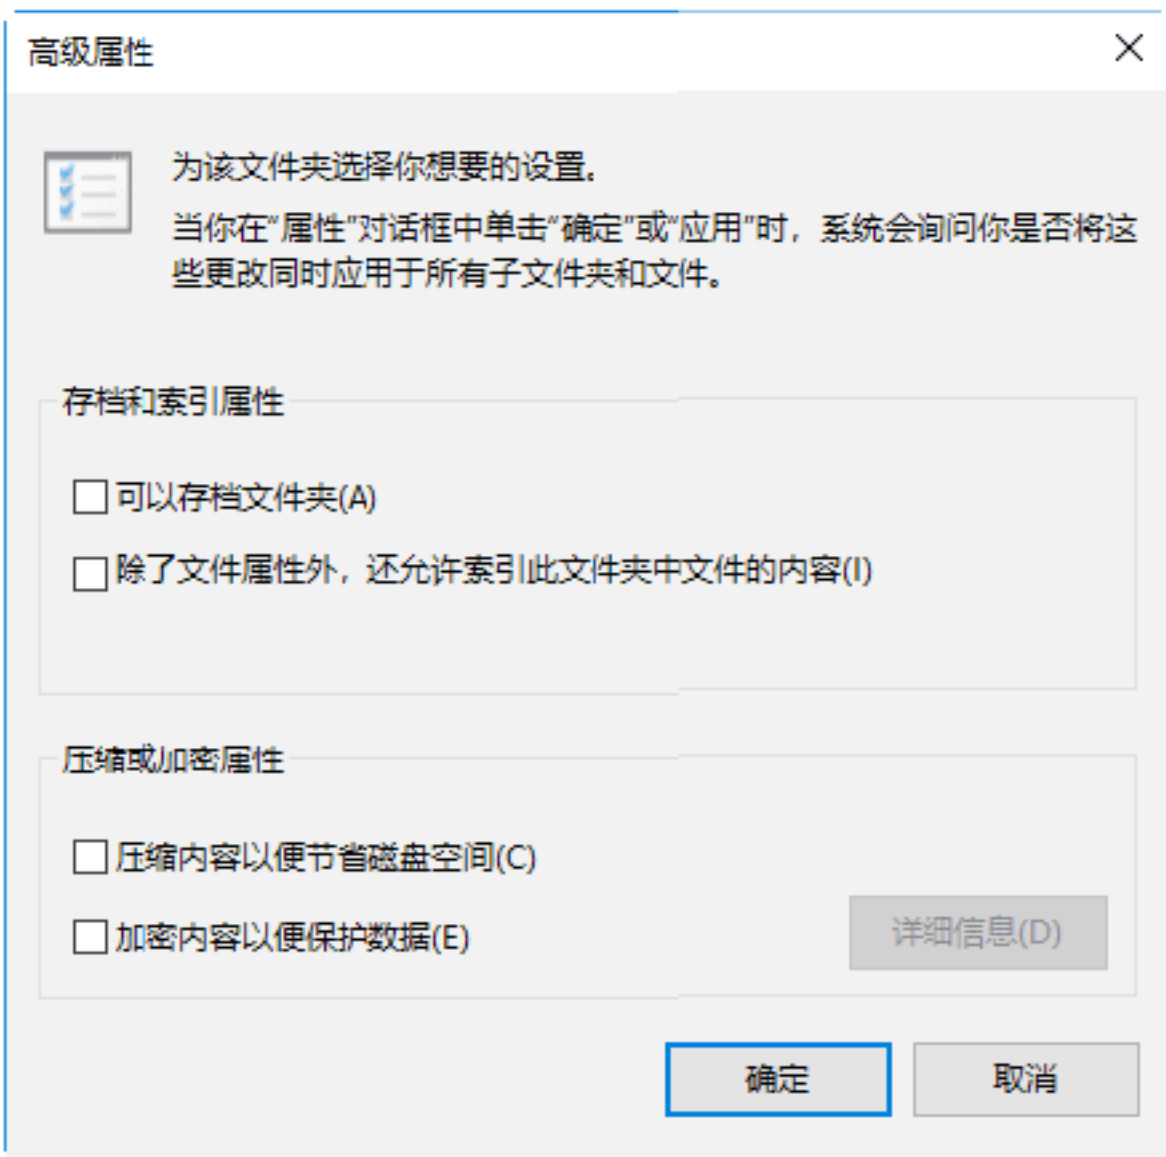 高级属性
为该文件夹选择你想要的设置。
当你在“属性”对话框中单击“确定”或“应用”时，系统会询问你是否将这
些更改同时应用于所有子文件夹和文件。
存档和索引属性
可以存档文件夹(A)
除了文件属性外，还允许索引此文件夹中文件的内容(I)
压缩或加密属性
压缩内容以便节省磁盘空间(C)
加密内容以便保护数据(E)
详细信息(D)
确定
取消